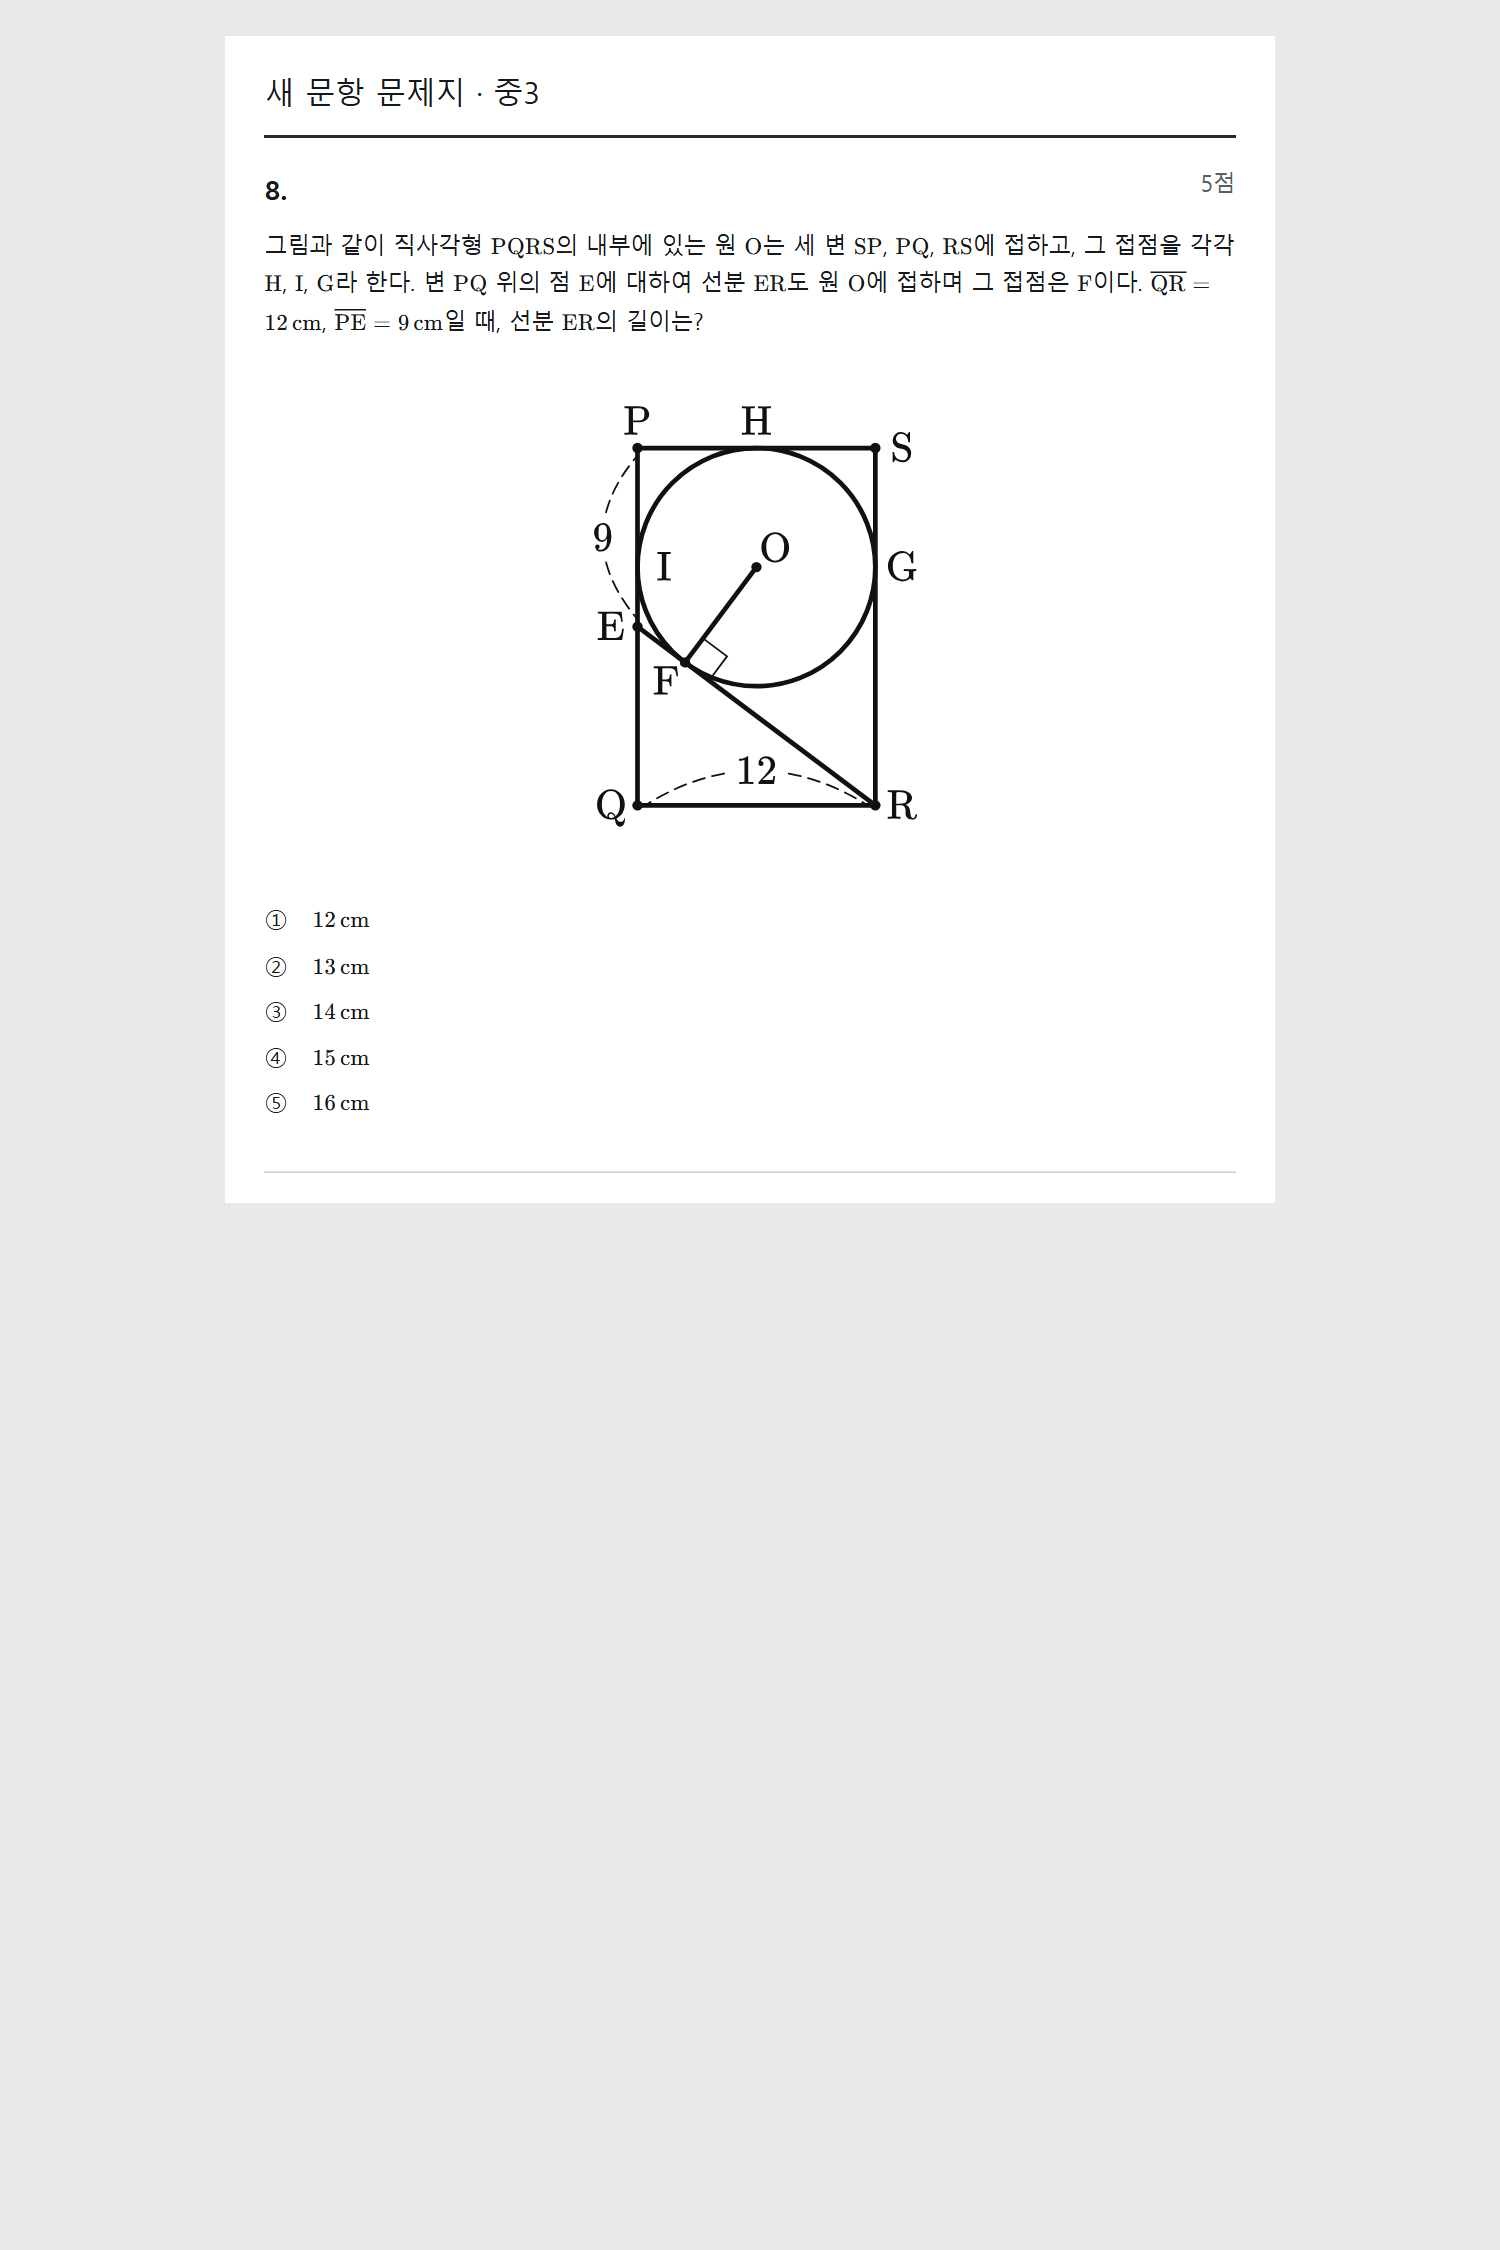 새 문항 문제지 · 중3
8.
5점
그림과 같이 직사각형 PQRS의 내부에 있는 원 O는 세 변 SP, PQ, RS에 접하고, 그 접점을 각각
H, I, G라 한다. 변 PQ 위의 점 E에 대하여 선분 ER도 원 O에 접하며 그 접점은 F이다. \overline{QR} =
12 cm, \overline{PE} = 9 cm일 때, 선분 ER의 길이는?
P H S
9 I O G
E
F
12
Q R
① 12 cm
② 13 cm
③ 14 cm
④ 15 cm
⑤ 16 cm